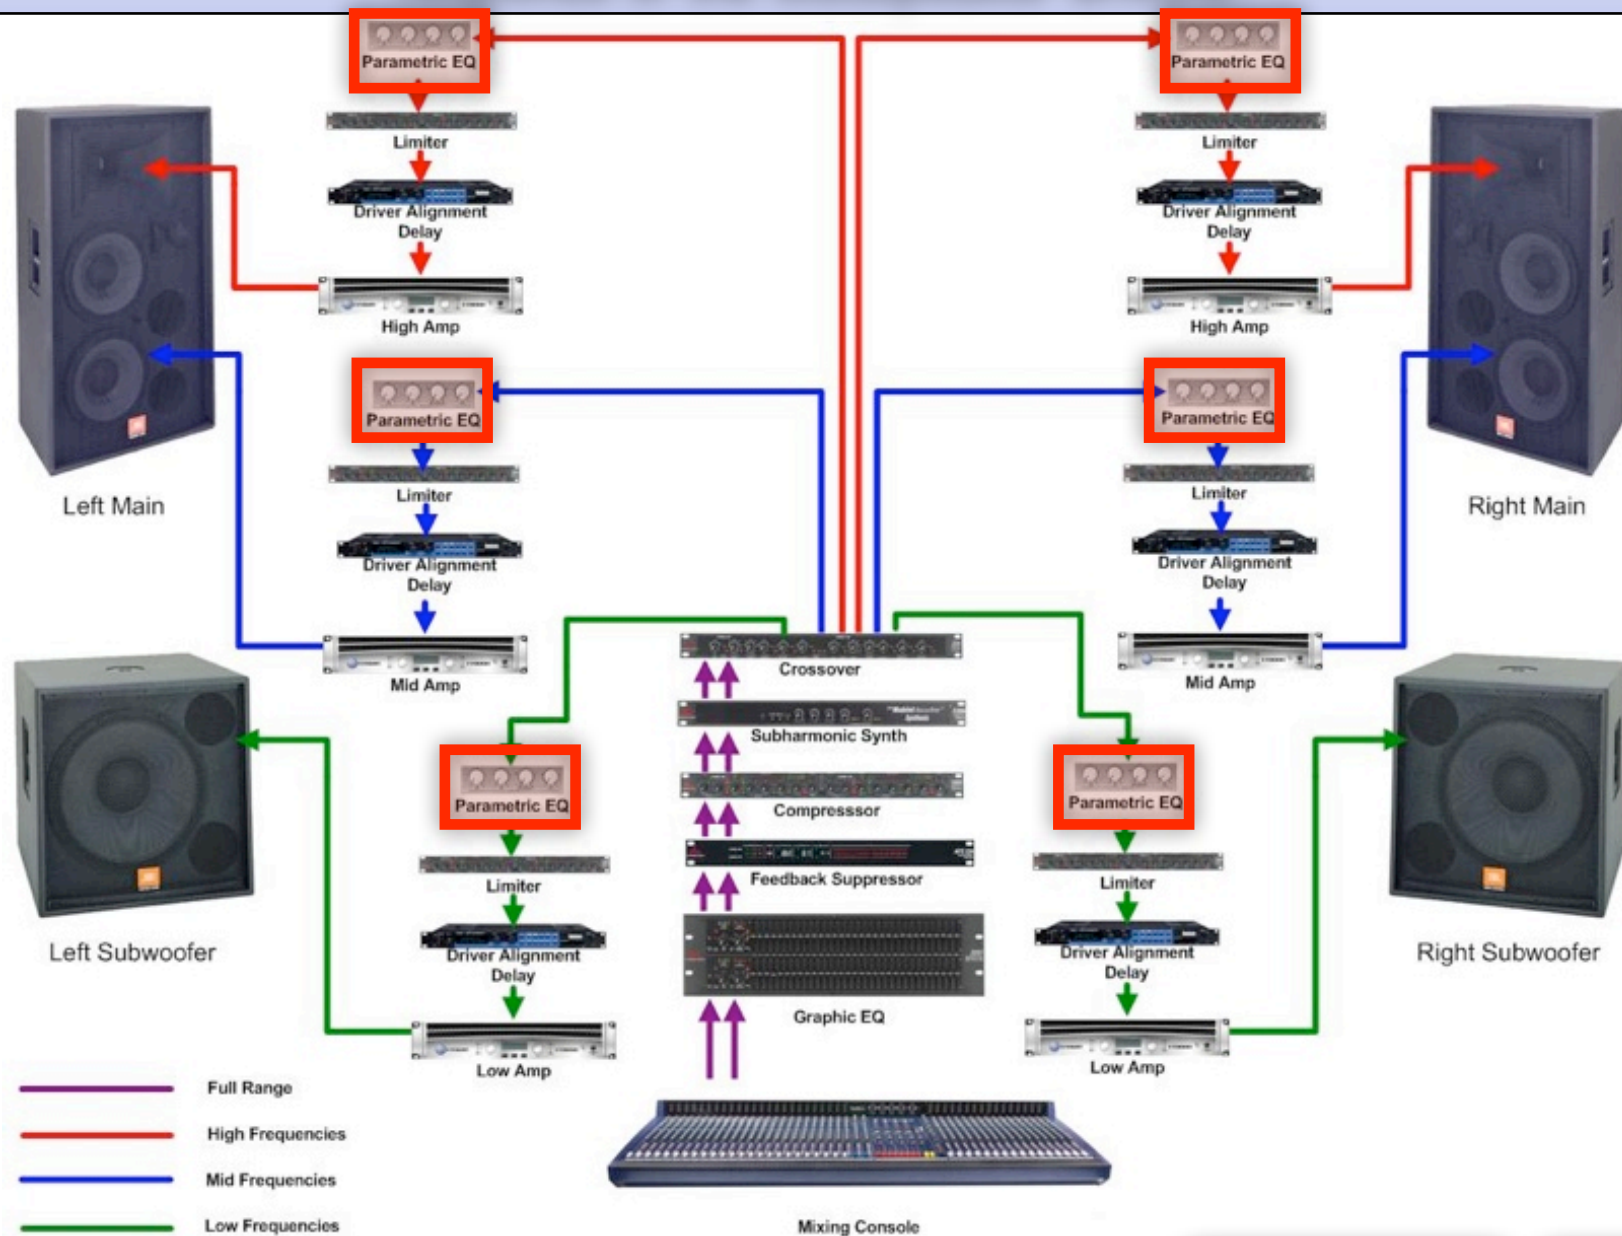 Parametric EQ
Parametric EQ
Limiter
Limiter
Driver Alignment
Delay
Driver Alignment
Delay
High Amp
High Amp
Parametric EQ
Parametric EQ
Left Main
Limiter
Limiter
Right Main
Driver Alignment
Delay
Driver Alignment
Delay
Mid Amp
Crossover
Mid Amp
Subharmonic Synth
Parametric EQ
Compresssor
Parametric EQ
Limiter
Feedback Suppressor
Limiter
Left Subwoofer
Driver Alignment
Delay
Driver Alignment
Delay
Right Subwoofer
Graphic EQ
Low Amp
Low Amp
Full Range
High Frequencies
Mid Frequencies
Low Frequencies
Mixing Console